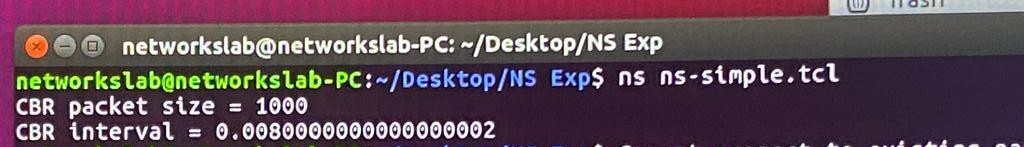 Trash
networkslab@networkslab-PC: ~/Desktop/NS Exp
networkslab@networkslab-PC:~/Desktop/NS Exp$ ns ns-simple.tcl
CBR packet size = 1000
CBR interval = 0.0080000000000000002